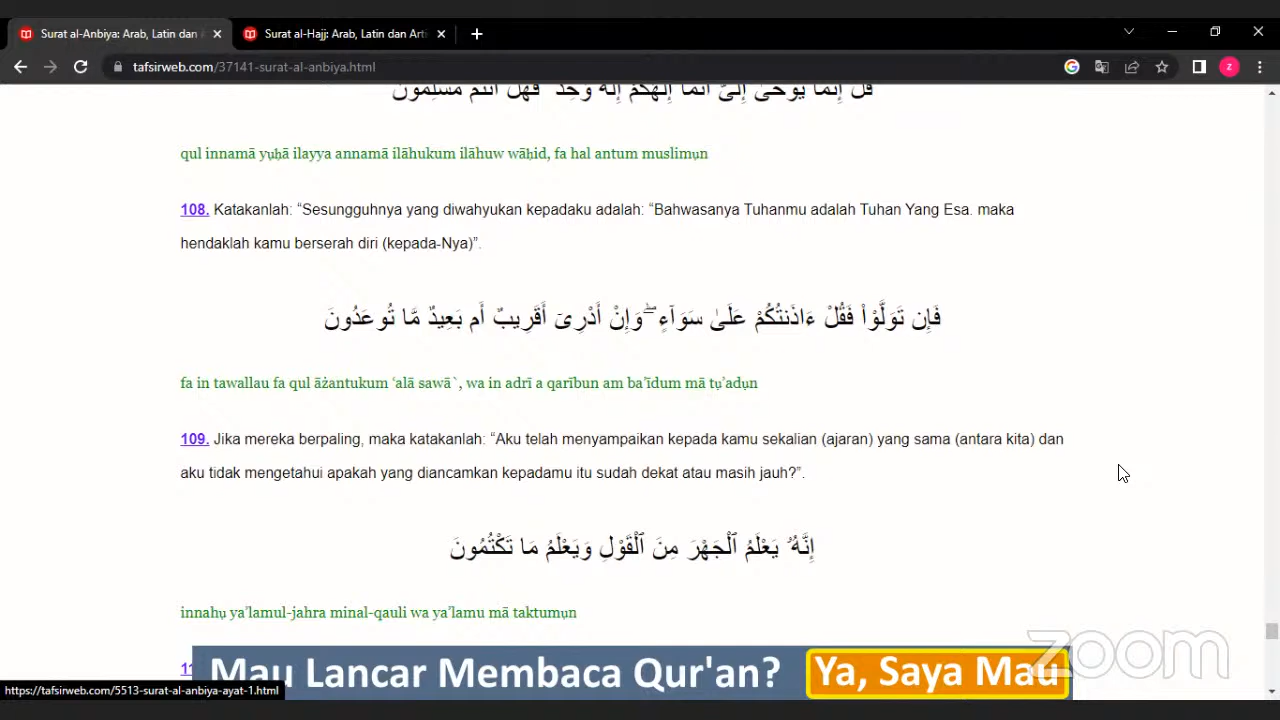 Surat al-Anbiya: Arab, Latin dan
Surat al-Hajj: Arab, Latin dan Arti
tafsirweb.com/37141-surat-al-anbiya.html
z
قُلْ إِنَّمَا يُوحَىٰٓ إِلَىَّ أَنَّمَآ إِلَٰهُكُمْ إِلَٰهٌ وَٰحِدٌ ۖ فَهَلْ أَنتُم مُّسْلِمُونَ
qul innamā yụḥā ilayya annamā ilāhukum ilāhuw wāḥid, fa hal antum muslimụn
108. Katakanlah: “Sesungguhnya yang diwahyukan kepadaku adalah: “Bahwasanya Tuhanmu adalah Tuhan Yang Esa. maka
hendaklah kamu berserah diri (kepada-Nya)”.
فَإِن تَوَلَّوْا۟ فَقُلْ ءَاذَنتُكُمْ عَلَىٰ سَوَآءٍ ۖ وَإِنْ أَدْرِىٓ أَقَرِيبٌ أَم بَعِيدٌ مَّا تُوعَدُونَ
fa in tawallau fa qul āżantukum ‘alā sawā`, wa in adrī a qarībun am ba’īdum mā tụ’adụn
109. Jika mereka berpaling, maka katakanlah: “Aku telah menyampaikan kepada kamu sekalian (ajaran) yang sama (antara kita) dan
aku tidak mengetahui apakah yang diancamkan kepadamu itu sudah dekat atau masih jauh?”.
إِنَّهُۥ يَعْلَمُ ٱلْجَهْرَ مِنَ ٱلْقَوْلِ وَيَعْلَمُ مَا تَكْتُمُونَ
innahụ ya’lamul-jahra minal-qauli wa ya’lamu mā taktumụn
Mau Lancar Membaca Qur'an? Ya, Saya Mau
zoom
https://tafsirweb.com/5513-surat-al-anbiya-ayat-1.html